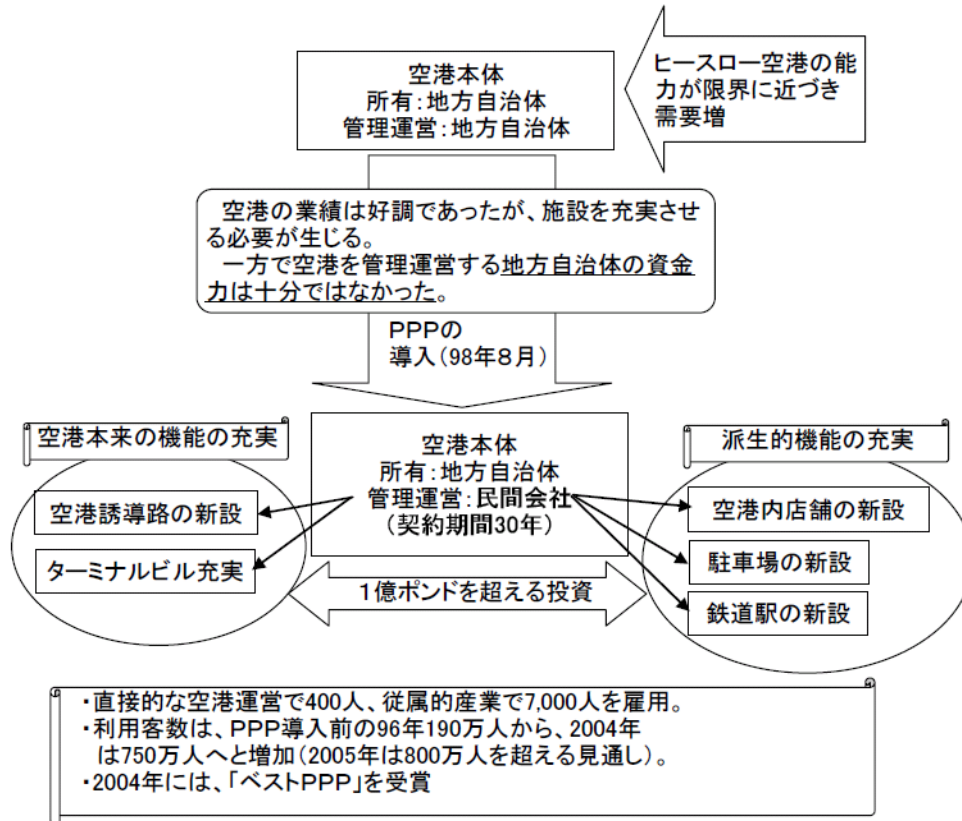 空港本体
所有：地方自治体
管理運営：地方自治体
ヒースロー空港の能
力が限界に近づき
需要増
空港の業績は好調であったが、施設を充実させ
る必要が生じる。
一方で空港を管理運営する地方自治体の資金
力は十分ではなかった。
PPPの
導入（98年８月）
空港本来の機能の充実
空港誘導路の新設
ターミナルビル充実
空港本体
所有：地方自治体
管理運営：民間会社
（契約期間30年）
１億ポンドを超える投資
派生的機能の充実
空港内店舗の新設
駐車場の新設
鉄道駅の新設
・直接的な空港運営で400人、従属的産業で7,000人を雇用。
・利用客数は、PPP導入前の96年190万人から、2004年
は750万人へと増加（2005年は800万人を超える見通し）。
・2004年には、「ベストPPP」を受賞